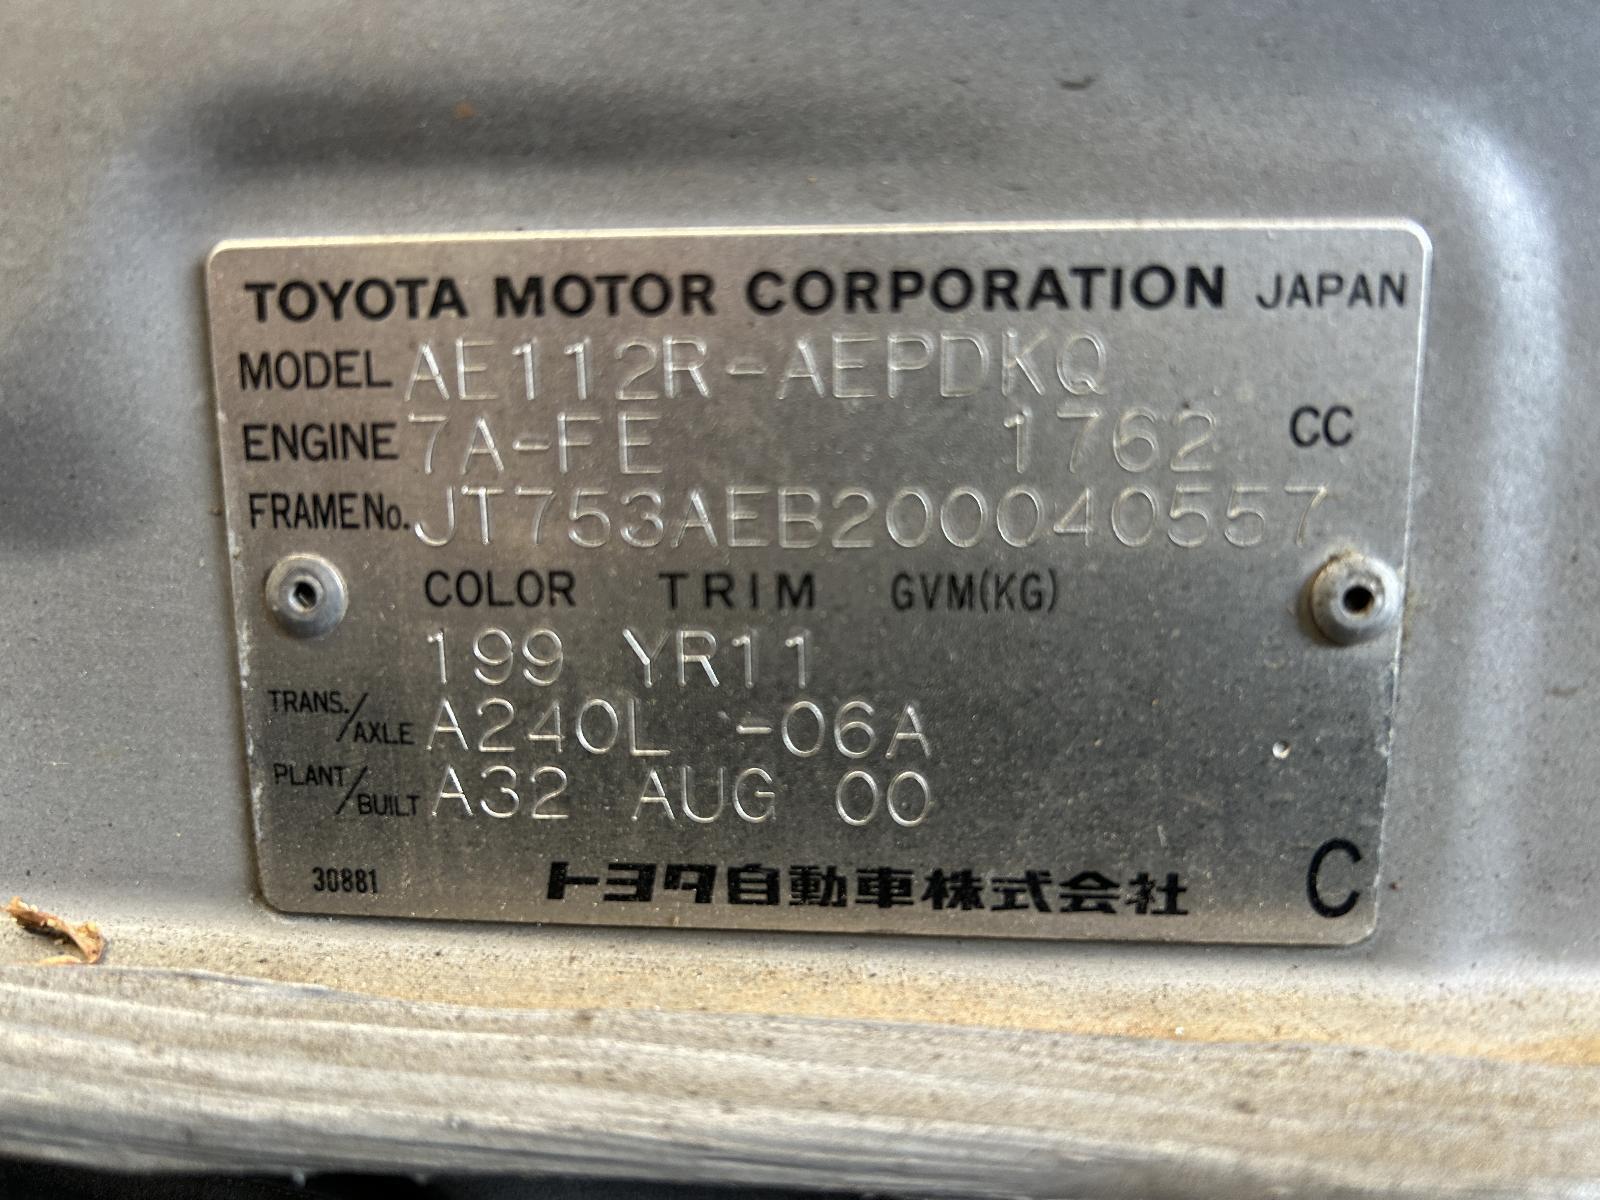 TOYOTA MOTOR CORPORATION JAPAN
MODEL AE112R-AEPDKQ
ENGINE 7A-FE 1762 CC
FRAME No. JT753AEB200040557
COLOR TRIM GVM(KG)
199 YR11
TRANS./AXLE A240L -06A
PLANT/BUILT A32 AUG 00
30881 トヨタ自動車株式会社 C